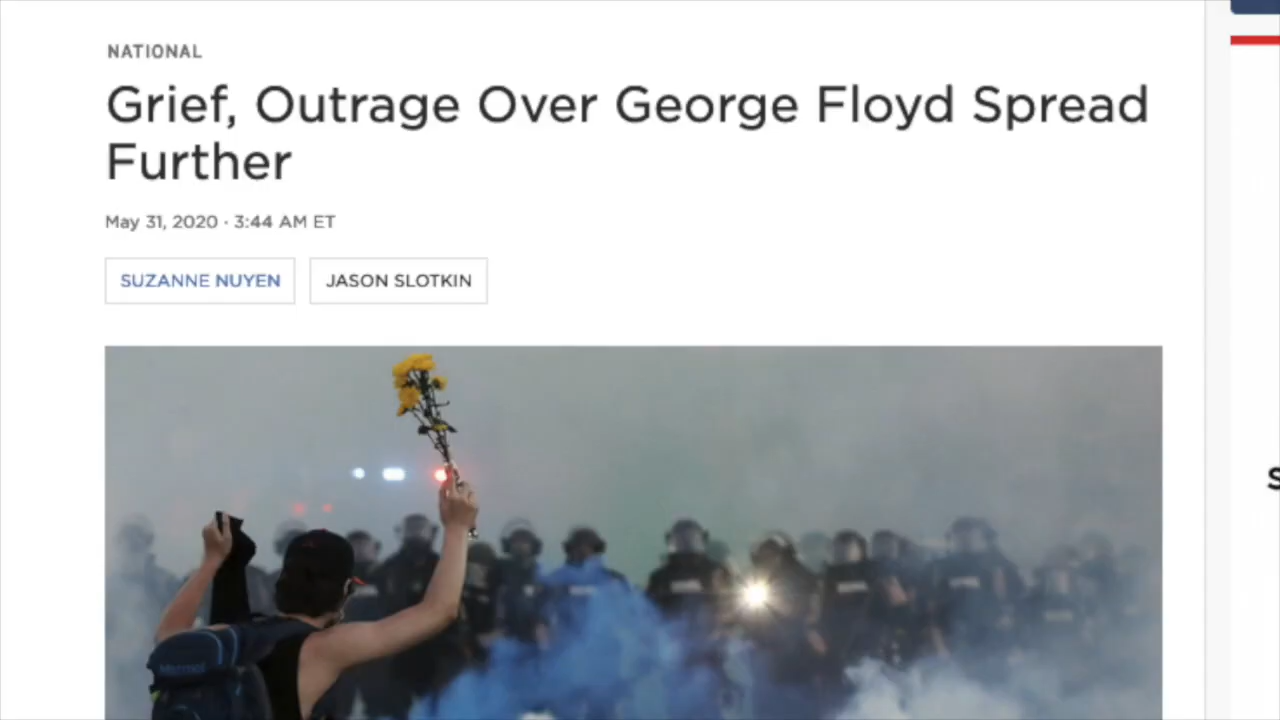 NATIONAL
Grief, Outrage Over George Floyd Spread
Further
May 31, 2020 · 3:44 AM ET
SUZANNE NUYEN JASON SLOTKIN
Marmot
S